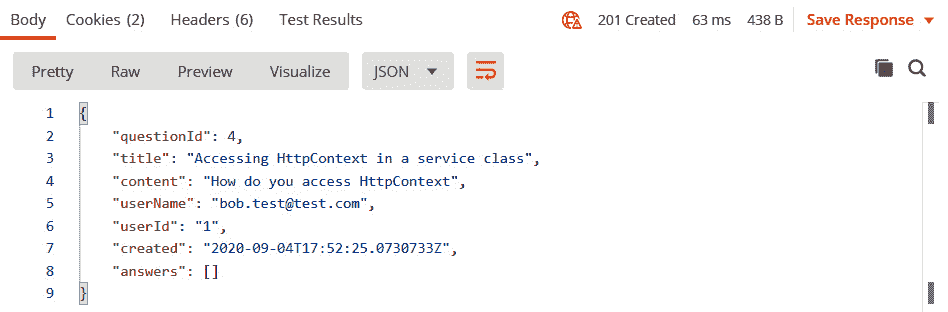 Body Cookies (2) Headers (6) Test Results 201 Created 63 ms 438 B Save Response
Pretty Raw Preview Visualize JSON
1 {
2 "questionId": 4,
3 "title": "Accessing HttpContext in a service class",
4 "content": "How do you access HttpContext",
5 "userName": "bob.test@test.com",
6 "userId": "1",
7 "created": "2020-09-04T17:52:25.0730733Z",
8 "answers": []
9 }